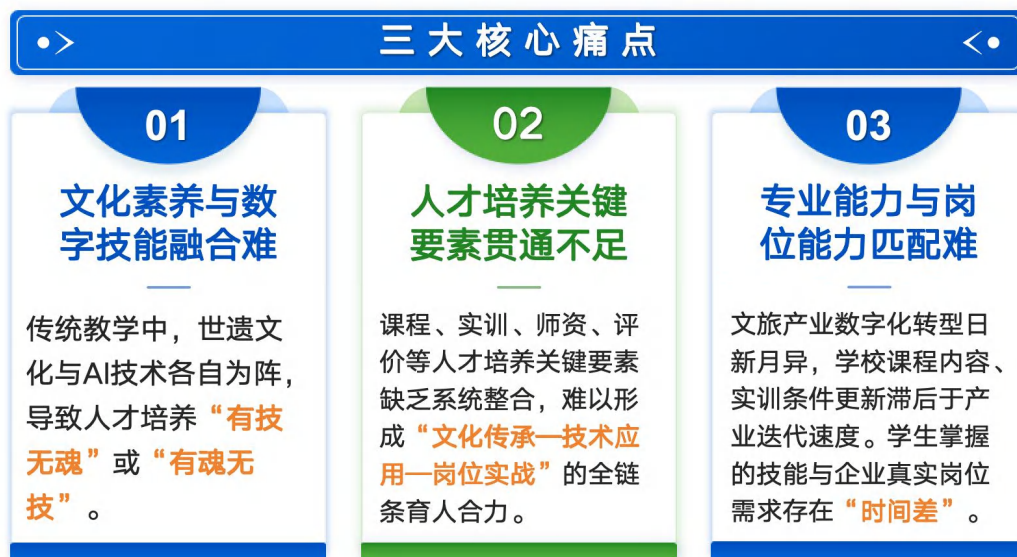 三大核心痛点
01
文化素养与数
字技能融合难
传统教学中，世遗文
化与AI技术各自为阵，
导致人才培养“有技
无魂”或“有魂无
技”。
02
人才培养关键
要素贯通不足
课程、实训、师资、评
价等人才培养关键要素
缺乏系统整合，难以形
成“文化传承—技术应
用—岗位实战”的全链
条育人合力。
03
专业能力与岗
位能力匹配难
文旅产业数字化转型日
新月异，学校课程内容、
实训条件更新滞后于产
业迭代速度。学生掌握
的技能与企业真实岗位
需求存在“时间差”。